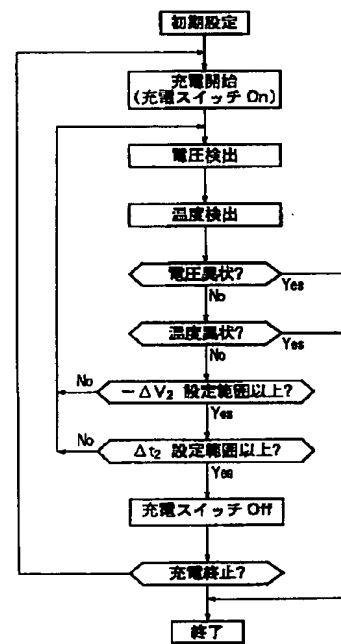 初期設定
充電開始
(充電スイッチ On)
電圧検出
温度検出
電圧異状?
Yes
No
温度異状?
Yes
No
No
－ΔV₂ 設定範囲以上?
Yes
No
Δt₂ 設定範囲以上?
Yes
充電スイッチ Off
充電終止?
終了